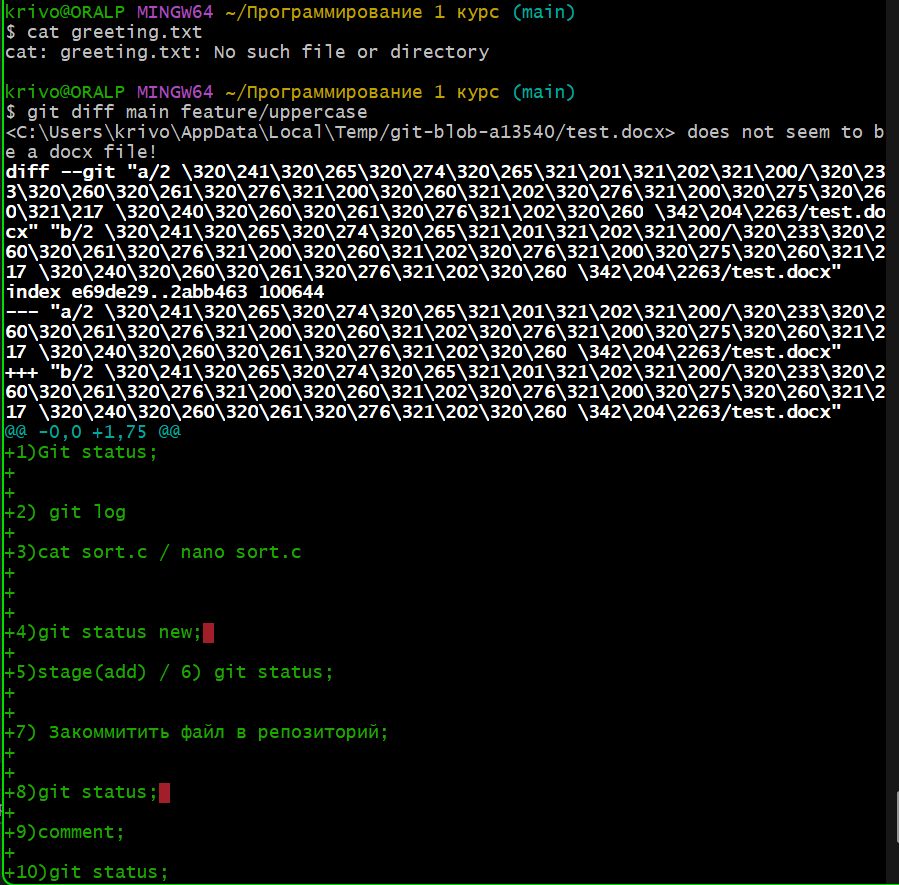 krivo@ORALP MINGW64 ~/Программирование 1 курс (main)
$ cat greeting.txt
cat: greeting.txt: No such file or directory
krivo@ORALP MINGW64 ~/Программирование 1 курс (main)
$ git diff main feature/uppercase
<C:\Users\krivo\AppData\Local\Temp/git-blob-a13540/test.docx> does not seem to b
e a docx file!
diff --git "a/2 \320\241\320\265\320\274\320\265\321\201\321\202\321\200/\320\23
3\320\260\320\261\320\276\321\200\320\260\321\202\320\276\321\200\320\275\320\26
0\321\217 \320\240\320\260\320\261\320\276\321\202\320\260 \342\204\2263/test.do
cx" "b/2 \320\241\320\265\320\274\320\265\321\201\321\202\321\200/\320\233\320\2
60\320\261\320\276\321\200\320\260\321\202\320\276\321\200\320\275\320\260\321\2
17 \320\240\320\260\320\261\320\276\321\202\320\260 \342\204\2263/test.docx"
index e69de29..2abb463 100644
--- "a/2 \320\241\320\265\320\274\320\265\321\201\321\202\321\200/\320\233\320\2
60\320\261\320\276\321\200\320\260\321\202\320\276\321\200\320\275\320\260\321\2
17 \320\240\320\260\320\261\320\276\321\202\320\260 \342\204\2263/test.docx"
+++ "b/2 \320\241\320\265\320\274\320\265\321\201\321\202\321\200/\320\233\320\2
60\320\261\320\276\321\200\320\260\321\202\320\276\321\200\320\275\320\260\321\2
17 \320\240\320\260\320\261\320\276\321\202\320\260 \342\204\2263/test.docx"
@@ -0,0 +1,75 @@
+1)Git status;
+
+
+2) git log
+
+3)cat sort.c / nano sort.c
+
+
+
+4)git status new;
+
+5)stage(add) / 6) git status;
+
+
+7) Закоммитить файл в репозиторий;
+
+
+8)git status;
+
+9)comment;
+
+10)git status;